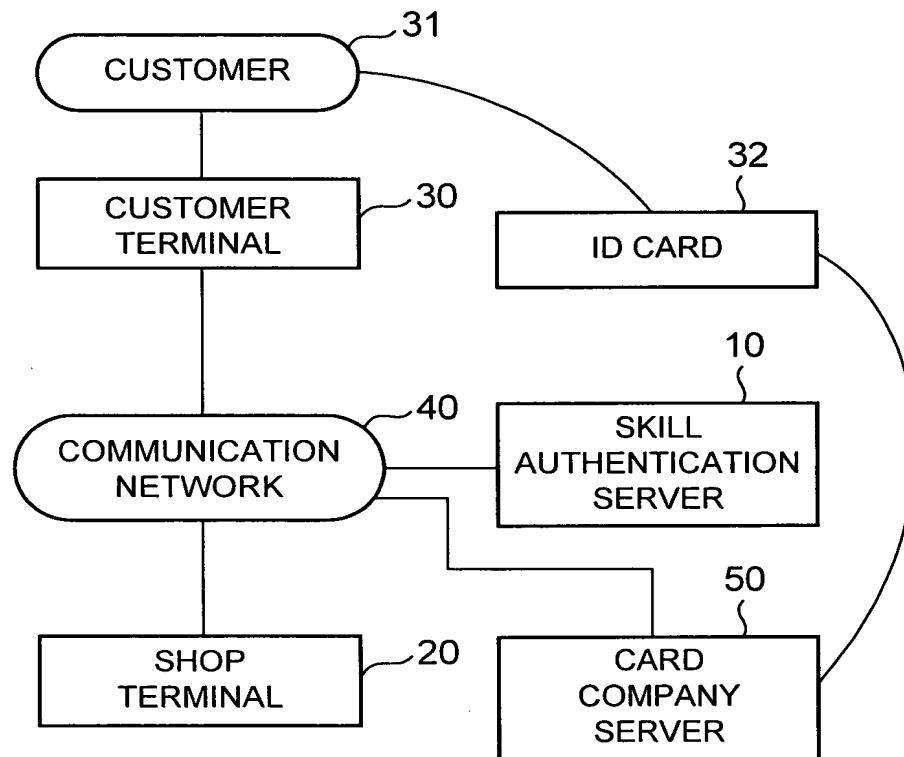 31
CUSTOMER
32
CUSTOMER
TERMINAL
30
ID CARD
10
40
COMMUNICATION
NETWORK
SKILL
AUTHENTICATION
SERVER
50
SHOP
TERMINAL
20
CARD
COMPANY
SERVER